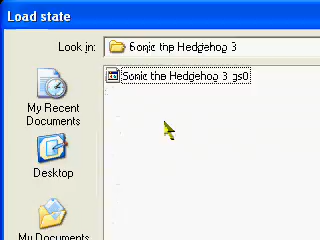 Load state
Look in: Sonic the Hedgehog 3
Sonic the Hedgehog 3 gs0
My Recent
Documents
Desktop
My Documents